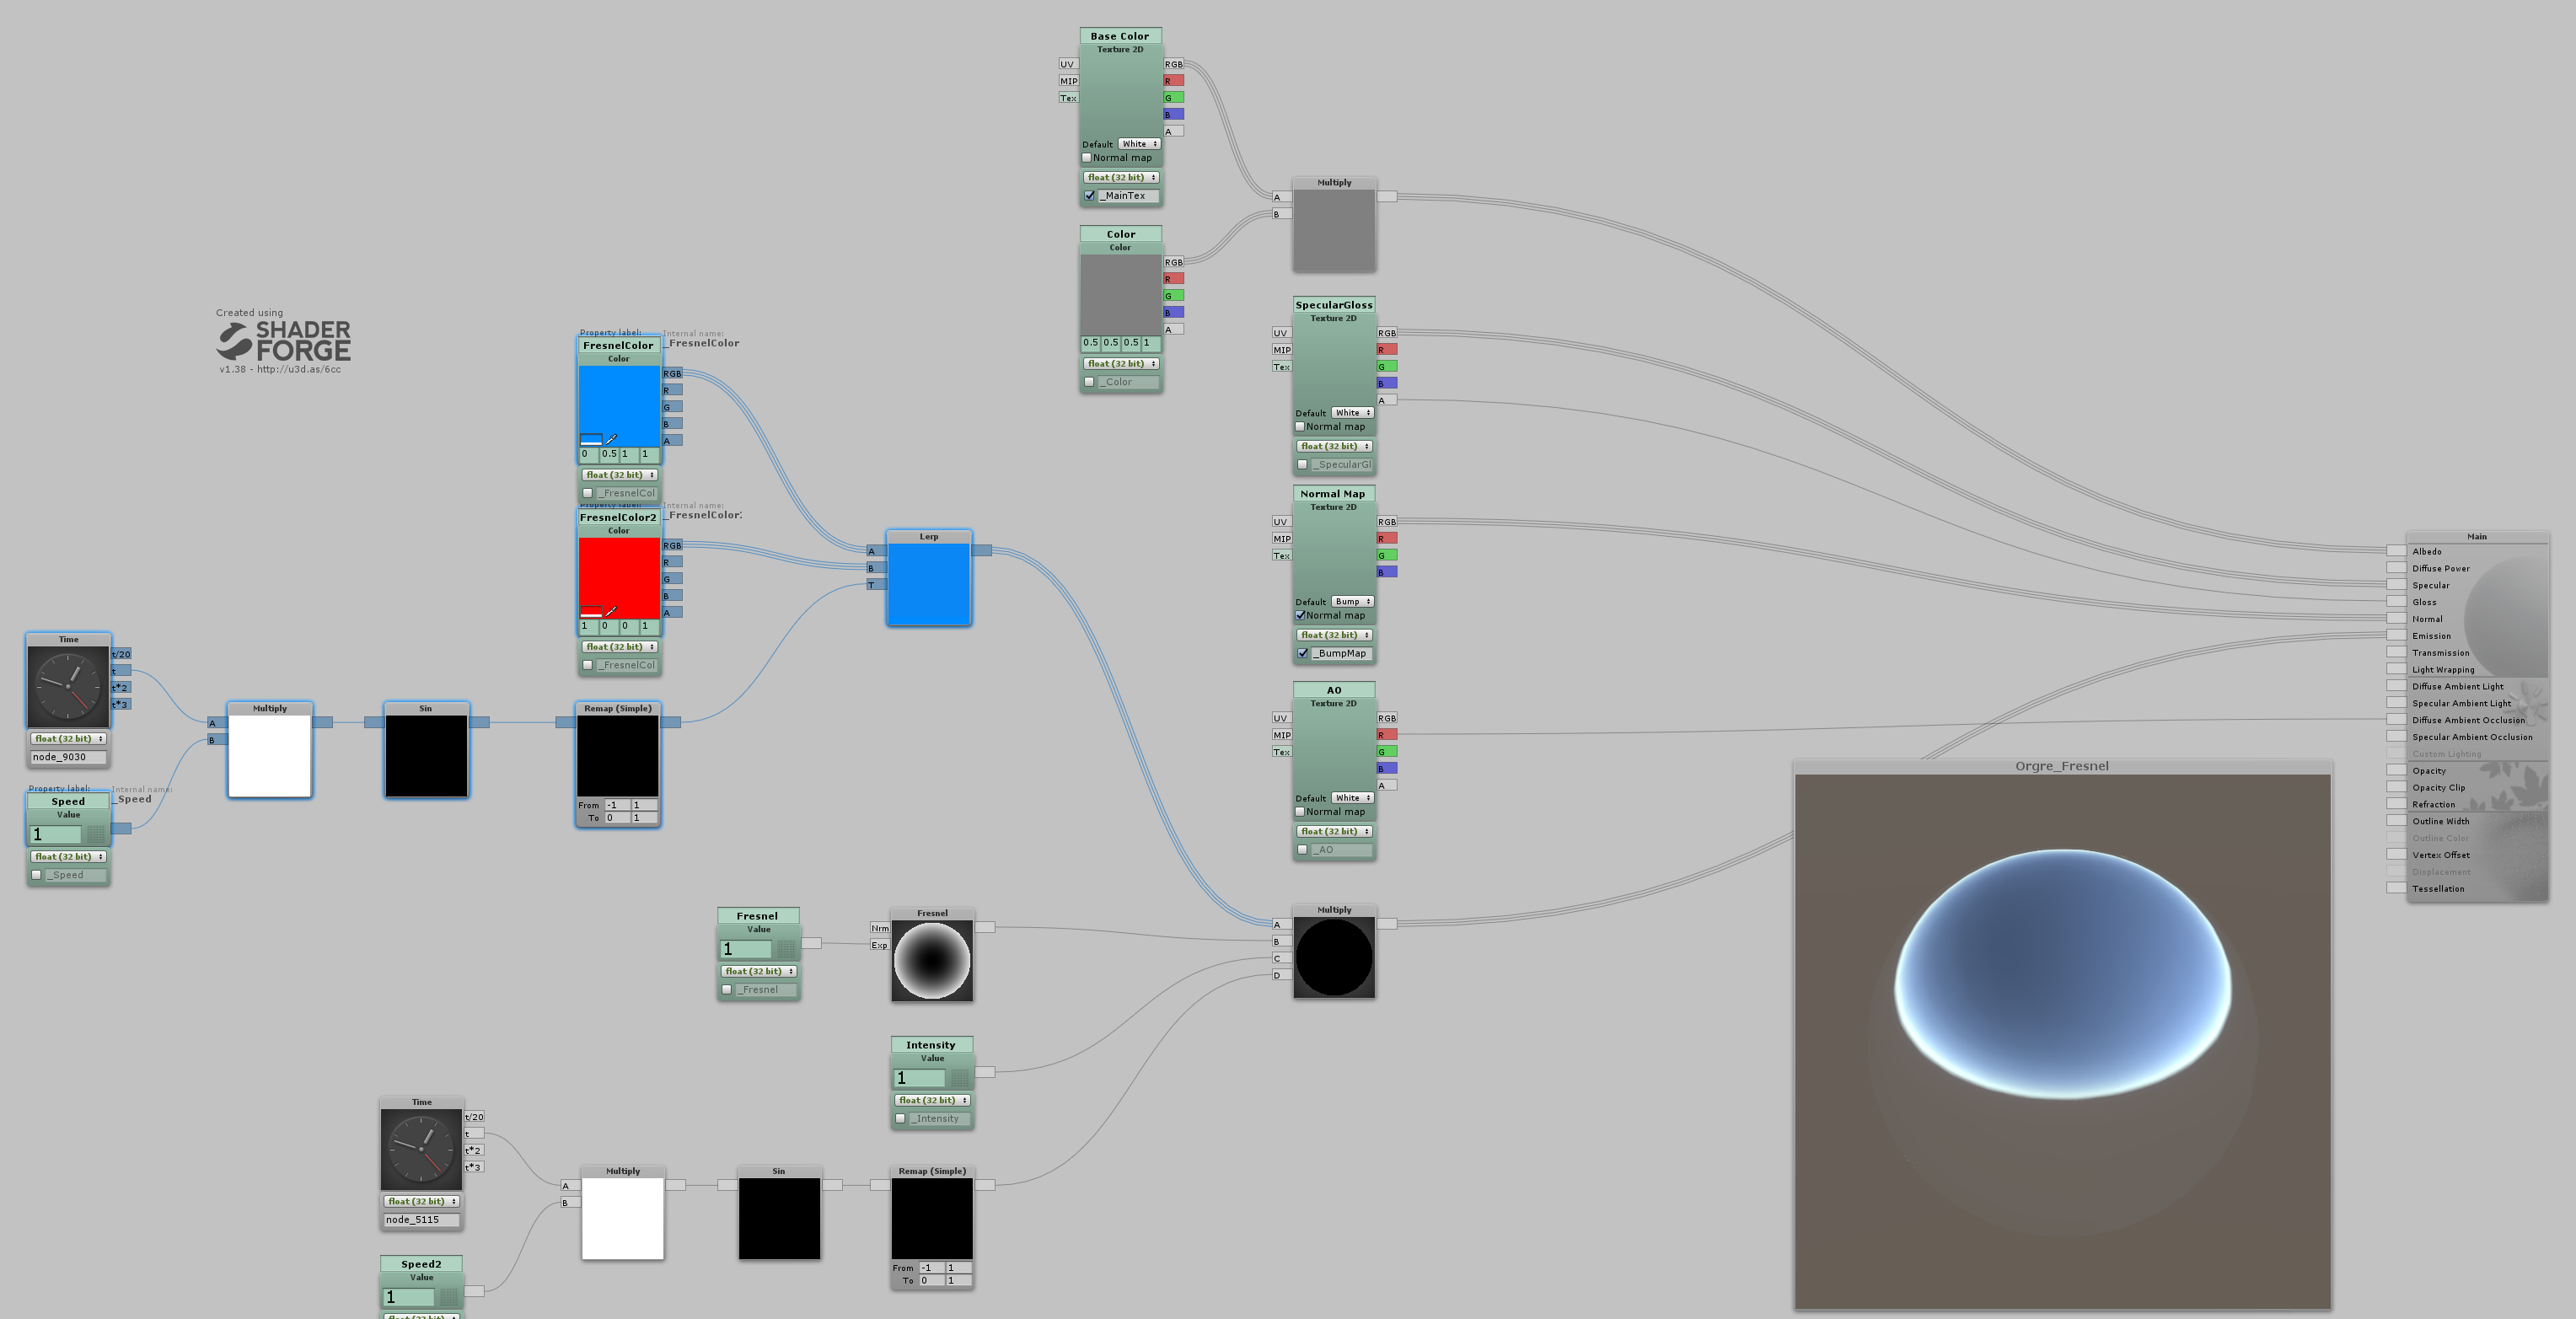 Base Color
Texture 2D
UV
RGB
MIP
R
Tex
G
B
A
Default
White
Normal map
float (32 bit)
_MainTex
Color
Color
RGB
R
G
B
A
0.5 0.5 0.5 1
float (32 bit)
_Color
Multiply
A
B
SpecularGloss
Texture 2D
UV
RGB
MIP
R
Tex
G
B
A
Default
White
Normal map
float (32 bit)
_SpecularGl
Normal Map
Texture 2D
UV
RGB
MIP
R
Tex
G
B
Default
Bump
Normal map
float (32 bit)
_BumpMap
AO
Texture 2D
UV
RGB
MIP
R
Tex
G
B
A
Default
White
Normal map
float (32 bit)
_AO
Created using
SHADER
FORGE
v1.38 - http://u3d.as/6cc
Property label:
Internal name:
FresnelColor
_FresnelColor
Color
RGB
R
G
B
A
0 0.5 1 1
float (32 bit)
_FresnelCol
Property label:
Internal name:
FresnelColor2
_FresnelColor
Color
RGB
R
G
B
A
1 0 0 1
float (32 bit)
_FresnelCol
Lerp
A
B
T
Time
t/20
t
t*2
t*3
float (32 bit)
node_9030
Property label:
Internal name:
Speed
_Speed
Value
1
float (32 bit)
_Speed
Multiply
A
B
Sin
Remap (Simple)
From -1 1
To 0 1
Fresnel
Value
1
float (32 bit)
_Fresnel
Fresnel
Nrm
Exp
Intensity
Value
1
float (32 bit)
_Intensity
Multiply
A
B
C
D
Time
t/20
t
t*2
t*3
float (32 bit)
node_5115
Speed2
Value
1
float (32 bit)
Multiply
A
B
Sin
Remap (Simple)
From -1 1
To 0 1
Main
Albedo
Diffuse Power
Specular
Gloss
Normal
Emission
Transmission
Light Wrapping
Diffuse Ambient Light
Specular Ambient Light
Diffuse Ambient Occlusion
Specular Ambient Occlusion
Custom Lighting
Opacity
Opacity Clip
Refraction
Outline Width
Outline Color
Vertex Offset
Displacement
Tessellation
Orgre_Fresnel